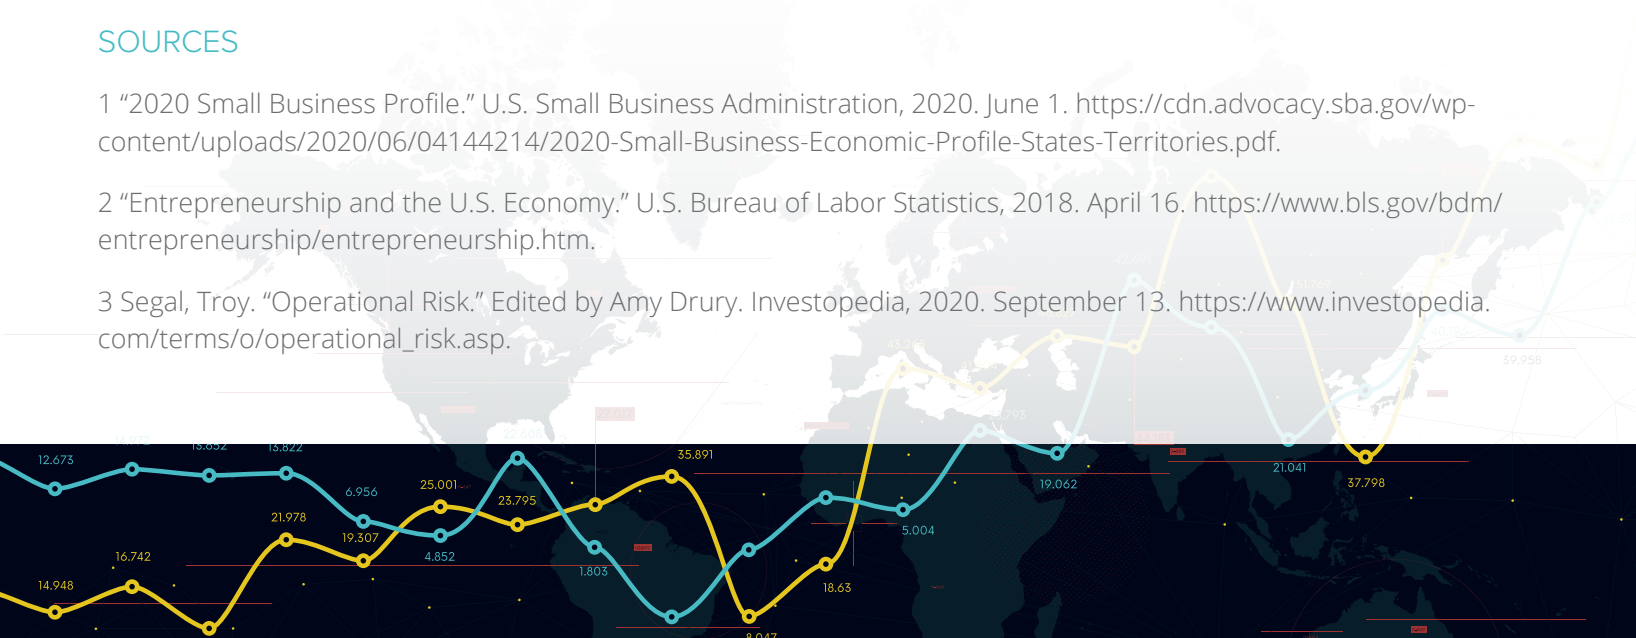 SOURCES
1 “2020 Small Business Profile.” U.S. Small Business Administration, 2020. June 1. https://cdn.advocacy.sba.gov/wp-
content/uploads/2020/06/04144214/2020-Small-Business-Economic-Profile-States-Territories.pdf.
2 “Entrepreneurship and the U.S. Economy.” U.S. Bureau of Labor Statistics, 2018. April 16. https://www.bls.gov/bdm/
entrepreneurship/entrepreneurship.htm.
3 Segal, Troy. “Operational Risk.” Edited by Amy Drury. Investopedia, 2020. September 13. https://www.investopedia.
com/terms/o/operational_risk.asp.
39.958
12.673
13.652
13.822
35.891
21.041
19.062
37.798
6.956
25.001
23.795
21.978
19.307
4.852
5.004
16.742
1.803
14.948
18.63
8.047